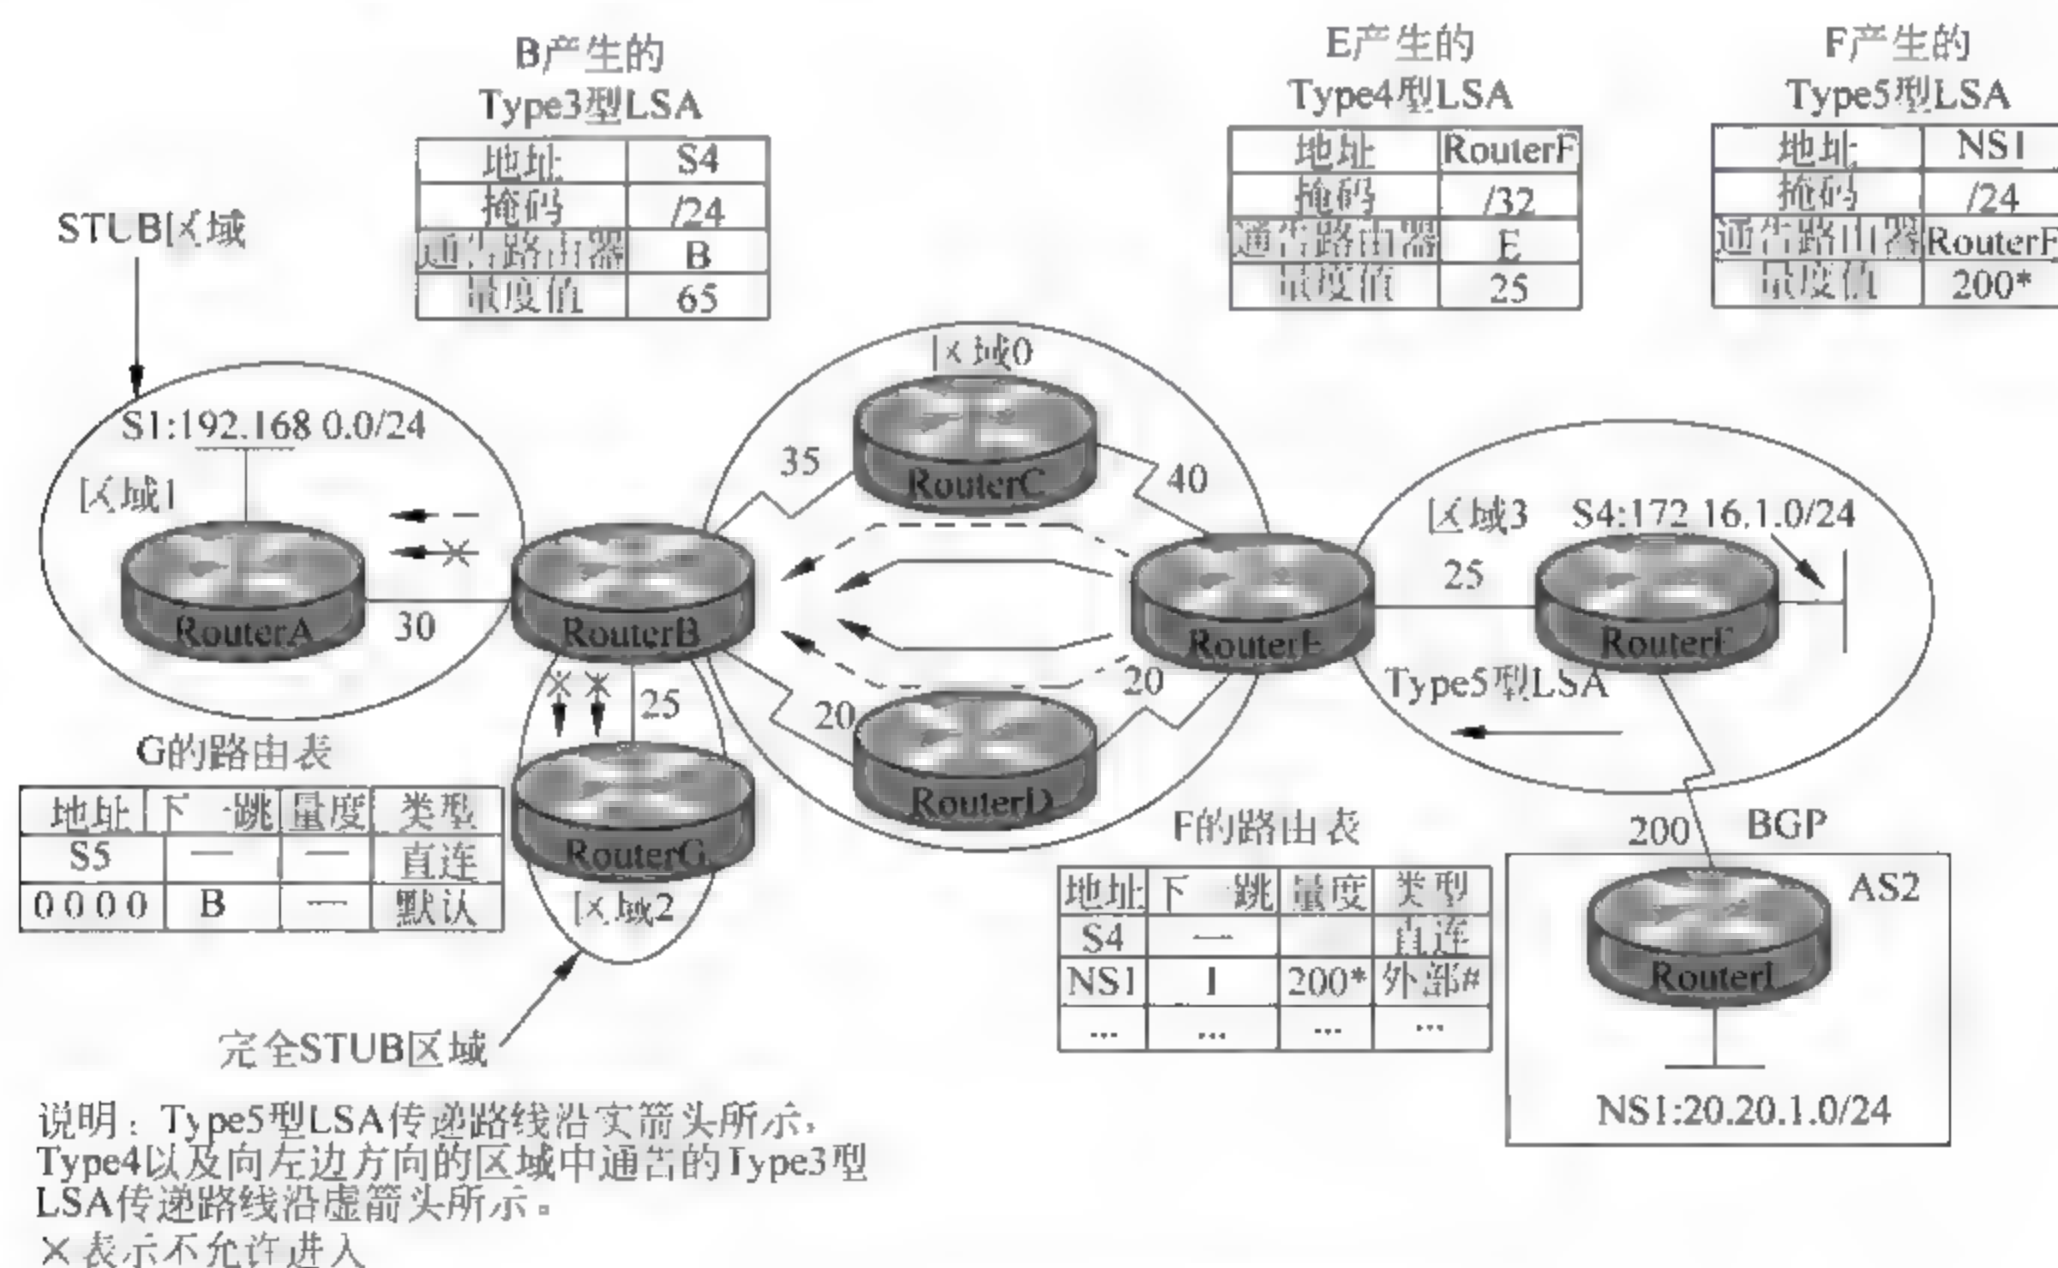 B产生的
Type3型LSA
地址 S4
掩码 /24
通告路由器 B
量度值 65
E产生的
Type4型LSA
地址 RouterF
掩码 /32
通告路由器 E
量度值 25
F产生的
Type5型LSA
地址 NS1
掩码 /24
通告路由器 RouterF
量度值 200*
STUB区域
S1:192.168 0.0/24
区域1
RouterA
30
RouterB
区域0
35
RouterC
40
RouterE
20
20
RouterD
25
RouterG
区域2
区域3
S4:172 16.1.0/24
25
RouterF
Type5型LSA
G的路由表
地址 下一跳 量度 类型
S5 — — 直连
0 0 0 0 B — 默认
完全STUB区域
F的路由表
地址 下一跳 量度 类型
S4 — 直连
NS1 I 200* 外部#
... ... ... ...
200
BGP
AS2
RouterI
NS1:20.20.1.0/24
说明：Type5型LSA传递路线沿实箭头所示，
Type4以及向左边方向的区域中通告的Type3型
LSA传递路线沿虚箭头所示。
×表示不允许进入